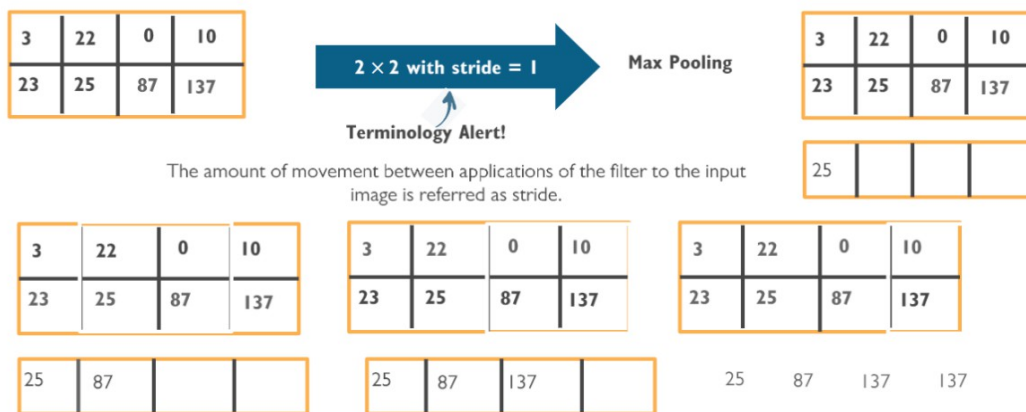 3 22 0 10
23 25 87 137
2 × 2 with stride = 1
Terminology Alert!
Max Pooling
3 22 0 10
23 25 87 137
25
The amount of movement between applications of the filter to the input
image is referred as stride.
3 22 0 10
23 25 87 137
25 87
3 22 0 10
23 25 87 137
25 87 137
3 22 0 10
23 25 87 137
25 87 137 137